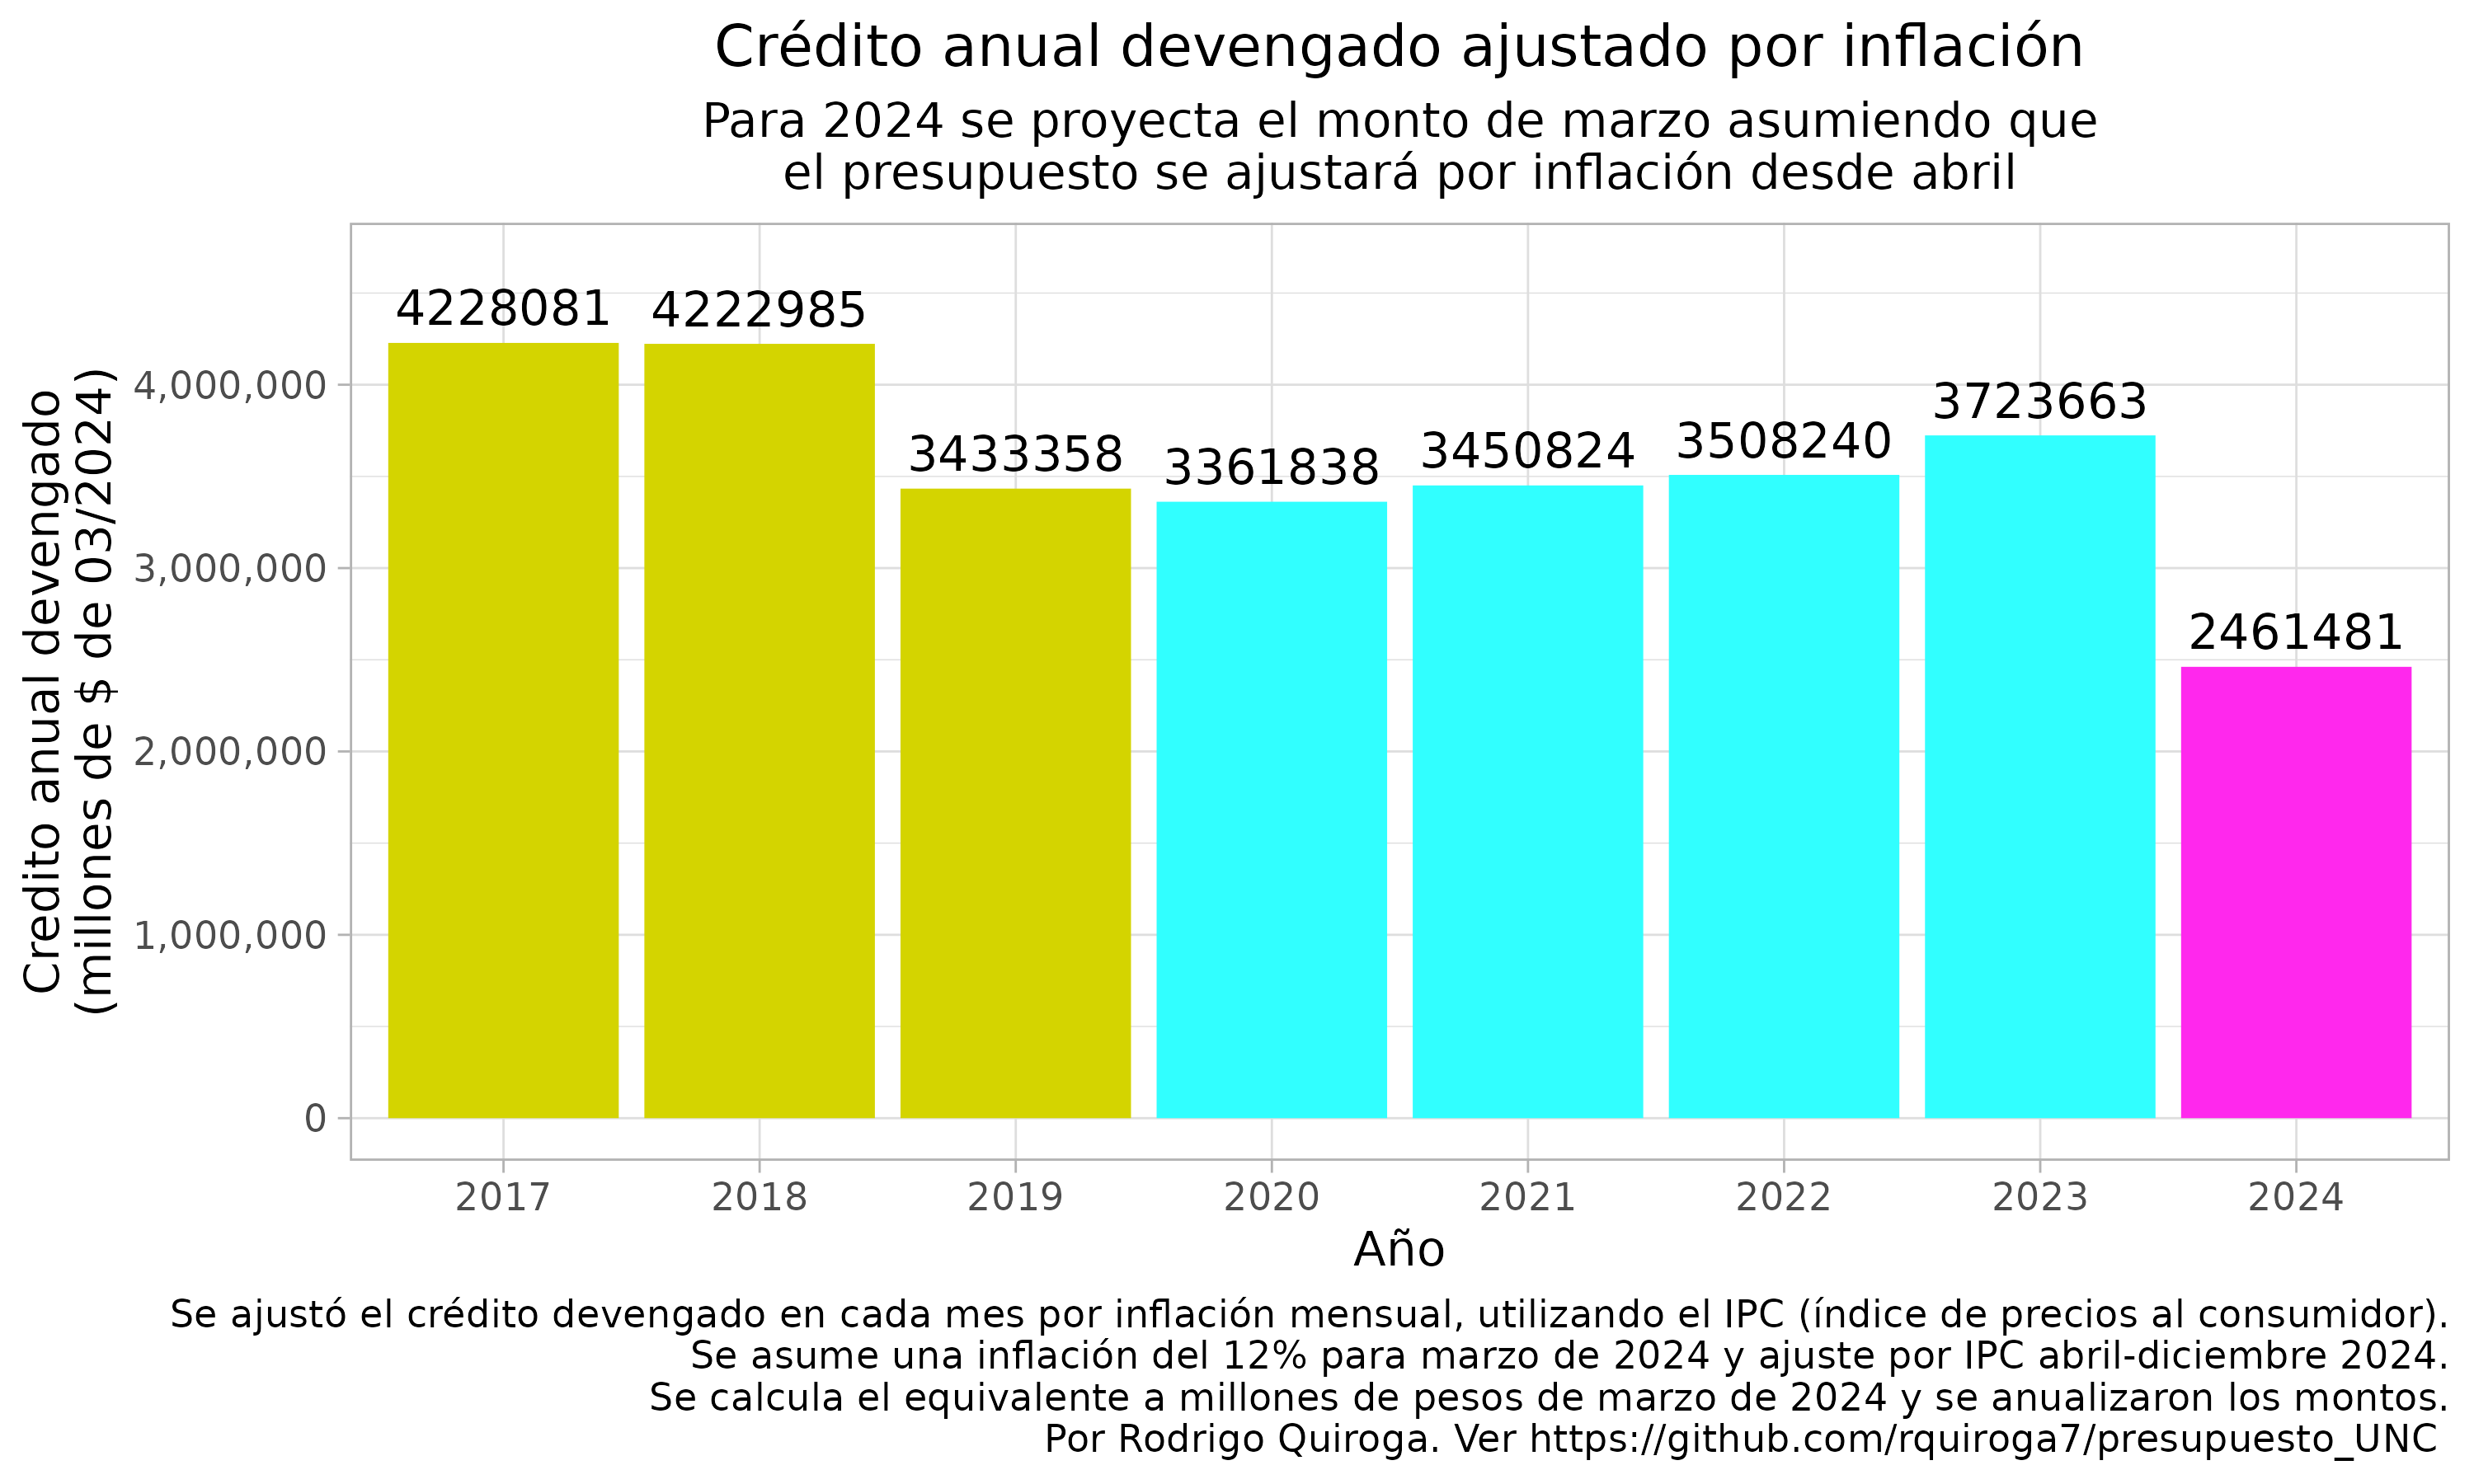 Crédito anual devengado ajustado por inflación
Para 2024 se proyecta el monto de marzo asumiendo que
el presupuesto se ajustará por inflación desde abril
Credito anual devengado
(millones de $ de 03/2024)
4,000,000
3,000,000
2,000,000
1,000,000
0
4228081
4222985
3433358
3361838
3450824
3508240
3723663
2461481
2017
2018
2019
2020
2021
2022
2023
2024
Año
Se ajustó el crédito devengado en cada mes por inflación mensual, utilizando el IPC (índice de precios al consumidor).
Se asume una inflación del 12% para marzo de 2024 y ajuste por IPC abril-diciembre 2024.
Se calcula el equivalente a millones de pesos de marzo de 2024 y se anualizaron los montos.
Por Rodrigo Quiroga. Ver https://github.com/rquiroga7/presupuesto_UNC